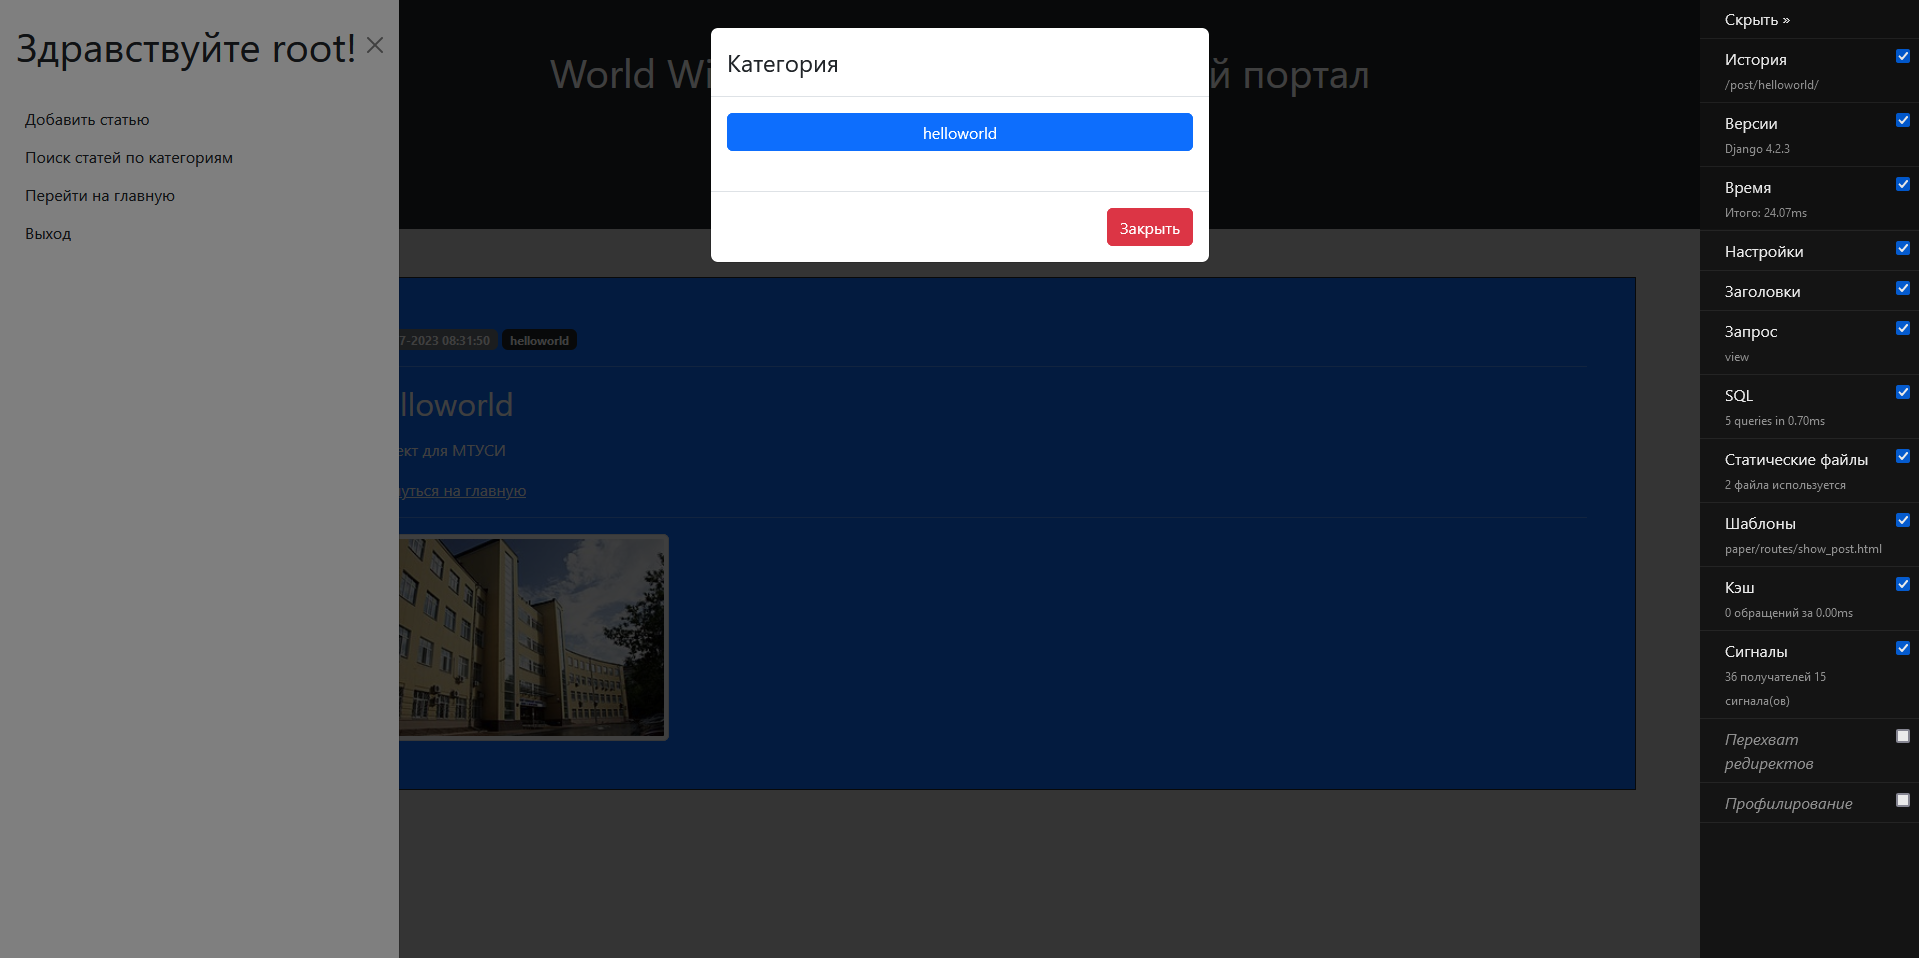 Здравствуйте root!
Добавить статью
Поиск статей по категориям
Перейти на главную
Выход
World Wi
й портал
Категория
helloworld
Закрыть
7-2023 08:31:50 helloworld
lloworld
ект для МТУСИ
нуться на главную
Скрыть »
История
/post/helloworld/
Версии
Django 4.2.3
Время
Итого: 24.07ms
Настройки
Заголовки
Запрос
view
SQL
5 queries in 0.70ms
Статические файлы
2 файла используется
Шаблоны
paper/routes/show_post.html
Кэш
0 обращений за 0.00ms
Сигналы
36 получателей 15
сигнала(ов)
Перехват
редиректов
Профилирование